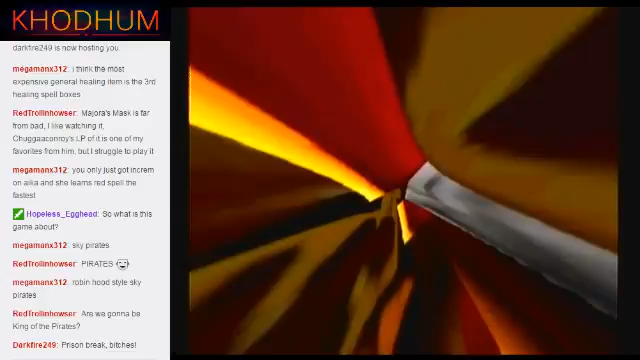 KHODHUM
darkfire249 is now hosting you.
megamanx312: i think the most
expensive general healing item is the 3rd
healing spell boxes
RedTrollinhowser: Majora's Mask is far
from bad, I like watching it,
Chuggaaconroy's LP of it is one of my
favorites from him, but I struggle to play it
megamanx312: you only just got increm
on aika and she learns red spell the
fastest
Hopeless_Egghead: So what is this
game about?
megamanx312: sky pirates
RedTrollinhowser: PIRATES
megamanx312: robin hood style sky
pirates
RedTrollinhowser: Are we gonna be
King of the Pirates?
Darkfire249: Prison break, bitches!